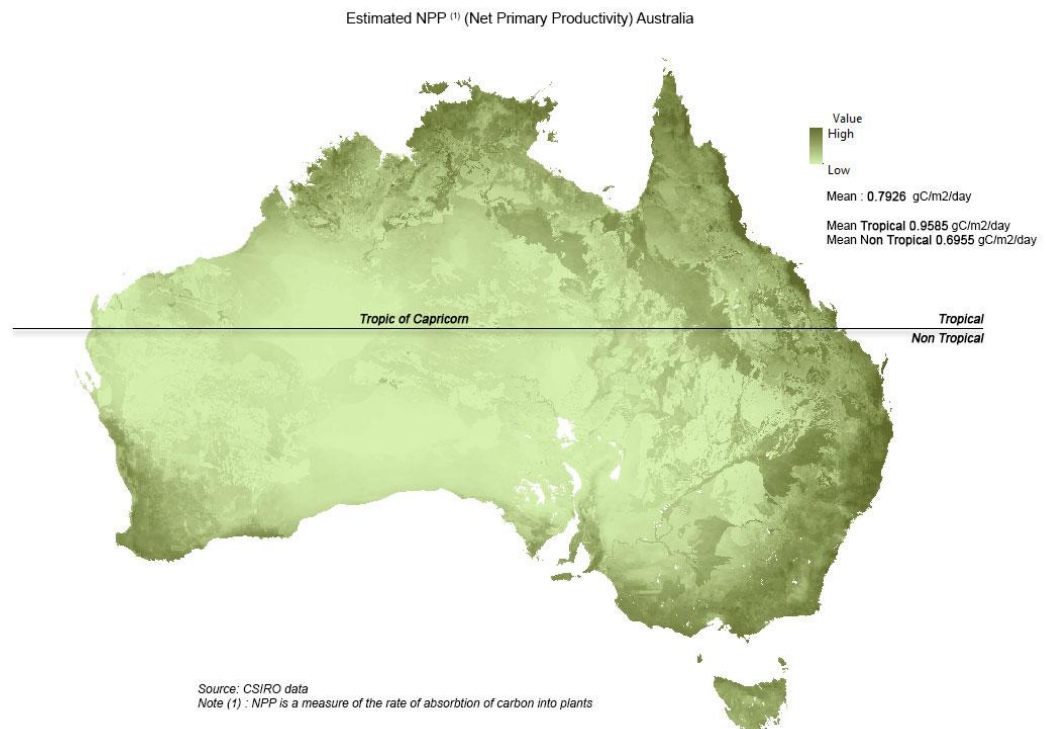 Estimated NPP (1) (Net Primary Productivity) Australia
Value
High
Low
Mean : 0.7926 gC/m2/day
Mean Tropical 0.9585 gC/m2/day
Mean Non Tropical 0.6955 gC/m2/day
Tropic of Capricorn
Tropical
Non Tropical
Source: CSIRO data
Note (1) : NPP is a measure of the rate of absorbtion of carbon into plants